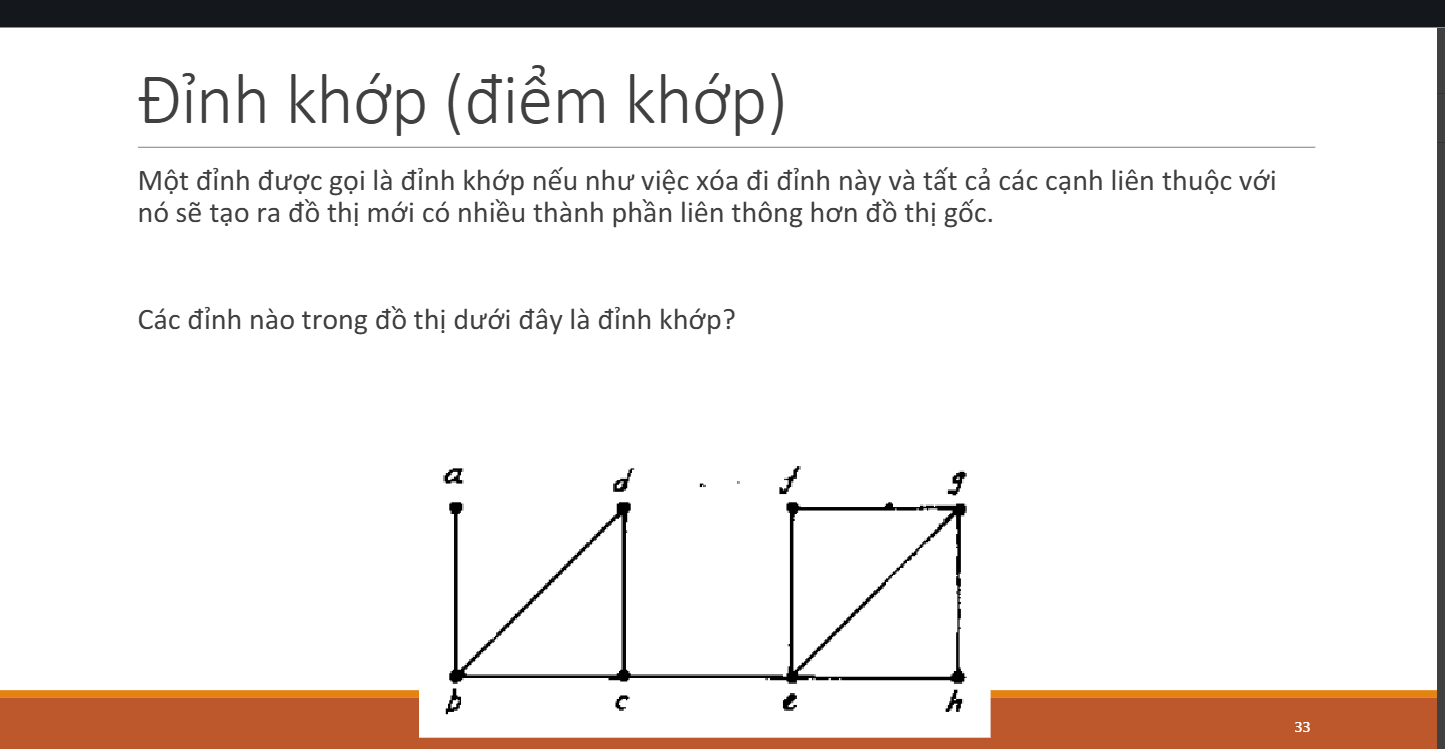 Đỉnh khớp (điểm khớp)
Một đỉnh được gọi là đỉnh khớp nếu như việc xóa đi đỉnh này và tất cả các cạnh liên thuộc với
nó sẽ tạo ra đồ thị mới có nhiều thành phần liên thông hơn đồ thị gốc.
Các đỉnh nào trong đồ thị dưới đây là đỉnh khớp?
a d f g
b c e h
33